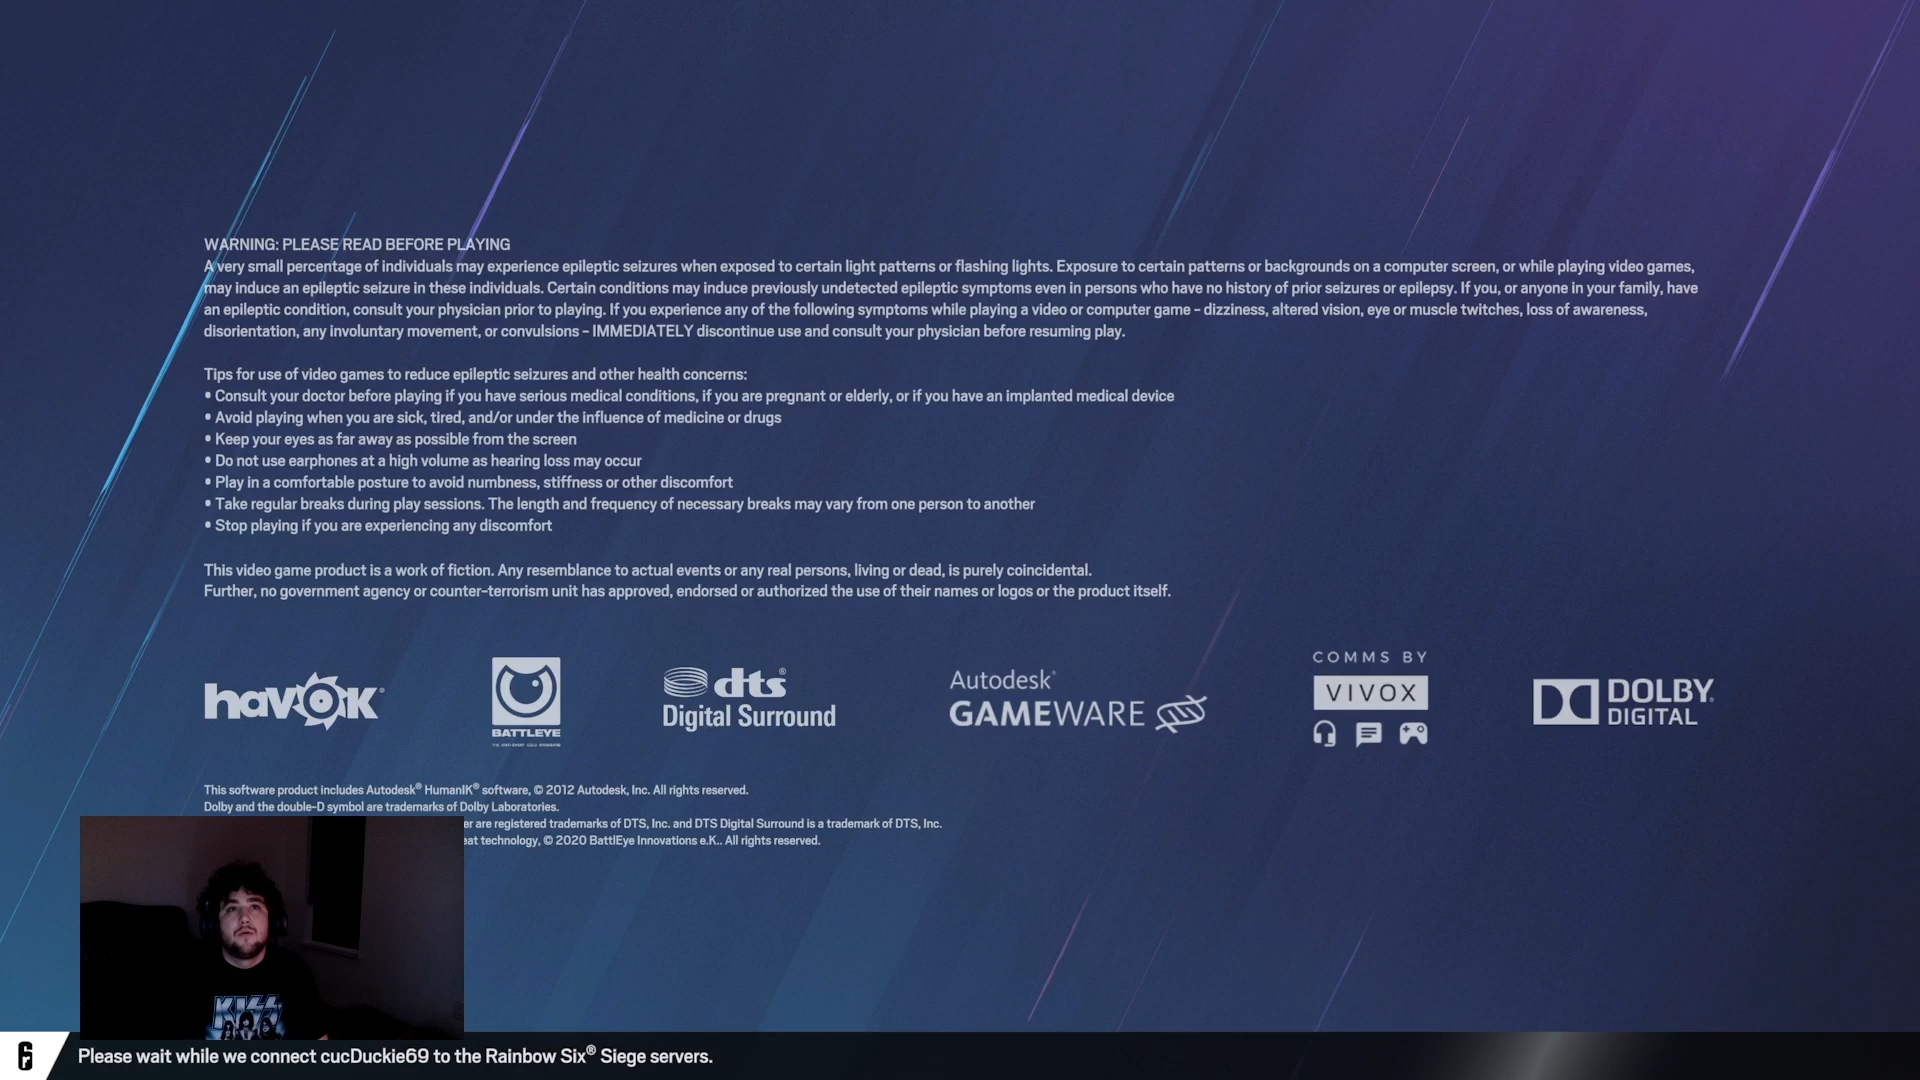 WARNING: PLEASE READ BEFORE PLAYING
A very small percentage of individuals may experience epileptic seizures when exposed to certain light patterns or flashing lights. Exposure to certain patterns or backgrounds on a computer screen, or while playing video games,
may induce an epileptic seizure in these individuals. Certain conditions may induce previously undetected epileptic symptoms even in persons who have no history of prior seizures or epilepsy. If you, or anyone in your family, have
an epileptic condition, consult your physician prior to playing. If you experience any of the following symptoms while playing a video or computer game - dizziness, altered vision, eye or muscle twitches, loss of awareness,
disorientation, any involuntary movement, or convulsions - IMMEDIATELY discontinue use and consult your physician before resuming play.
Tips for use of video games to reduce epileptic seizures and other health concerns:
• Consult your doctor before playing if you have serious medical conditions, if you are pregnant or elderly, or if you have an implanted medical device
• Avoid playing when you are sick, tired, and/or under the influence of medicine or drugs
• Keep your eyes as far away as possible from the screen
• Do not use earphones at a high volume as hearing loss may occur
• Play in a comfortable posture to avoid numbness, stiffness or other discomfort
• Take regular breaks during play sessions. The length and frequency of necessary breaks may vary from one person to another
• Stop playing if you are experiencing any discomfort
This video game product is a work of fiction. Any resemblance to actual events or any real persons, living or dead, is purely coincidental.
Further, no government agency or counter-terrorism unit has approved, endorsed or authorized the use of their names or logos or the product itself.
havok®
BATTLEYE
THE ANTI-CHEAT GOLD STANDARD
dts®
Digital Surround
Autodesk®
GAMEWARE
COMMS BY
VIVOX
DOLBY®
DIGITAL
This software product includes Autodesk® HumanIK® software, © 2012 Autodesk, Inc. All rights reserved.
Dolby and the double-D symbol are trademarks of Dolby Laboratories.
er are registered trademarks of DTS, Inc. and DTS Digital Surround is a trademark of DTS, Inc.
eat technology, © 2020 BattlEye Innovations e.K.. All rights reserved.
KISS
6
Please wait while we connect cucDuckie69 to the Rainbow Six® Siege servers.